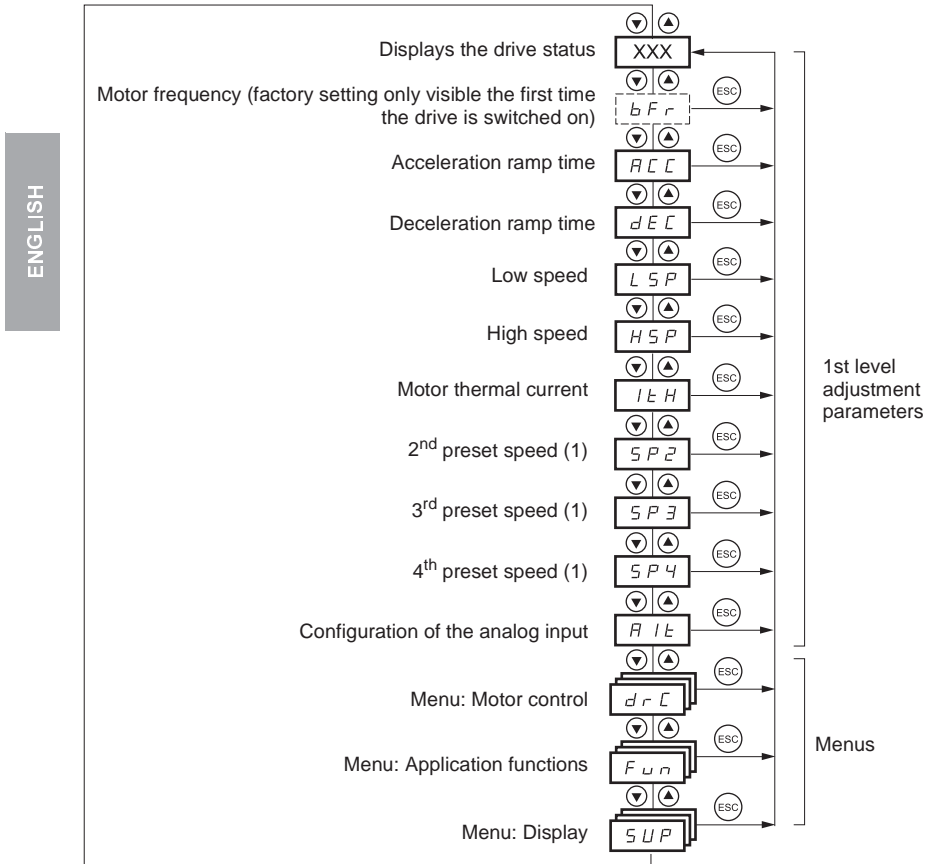 ENGLISH
Displays the drive status
XXX
Motor frequency (factory setting only visible the first time
the drive is switched on)
bFr
ESC
Acceleration ramp time
ACC
ESC
Deceleration ramp time
dEC
ESC
Low speed
LSP
ESC
High speed
HSP
ESC
Motor thermal current
ItH
ESC
2nd preset speed (1)
SP2
ESC
3rd preset speed (1)
SP3
ESC
4th preset speed (1)
SP4
ESC
Configuration of the analog input
AIt
ESC
1st level
adjustment
parameters
Menu: Motor control
drC
ESC
Menu: Application functions
Fun
ESC
Menu: Display
SUP
ESC
Menus